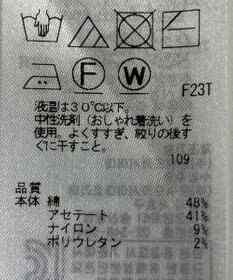 F
W
F23T
液温は30℃以下。
中性洗剤（おしゃれ着洗い）を
使用。よくすすぎ、絞りの後す
ぐに干すこと。
109
品質
本体 綿 48%
アセテート 41%
ナイロン 9%
ポリウレタン 2%